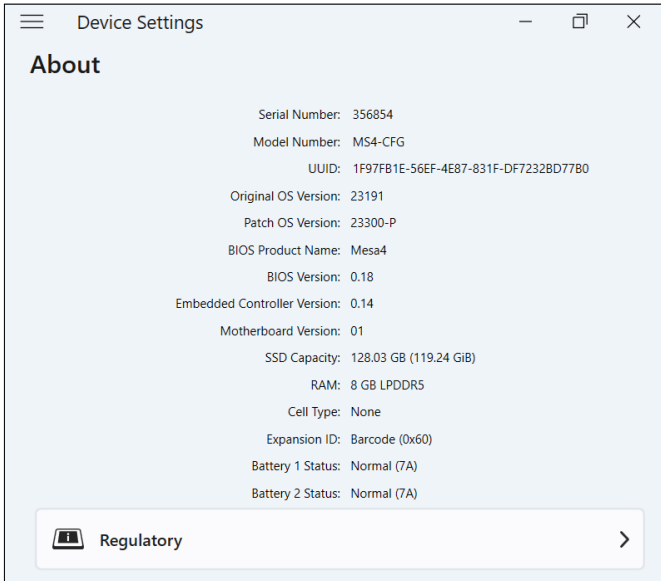 Device Settings
About
Serial Number: 356854
Model Number: MS4-CFG
UUID: 1F97FB1E-56EF-4E87-831F-DF7232BD77B0
Original OS Version: 23191
Patch OS Version: 23300-P
BIOS Product Name: Mesa4
BIOS Version: 0.18
Embedded Controller Version: 0.14
Motherboard Version: 01
SSD Capacity: 128.03 GB (119.24 GiB)
RAM: 8 GB LPDDR5
Cell Type: None
Expansion ID: Barcode (0x60)
Battery 1 Status: Normal (7A)
Battery 2 Status: Normal (7A)
Regulatory